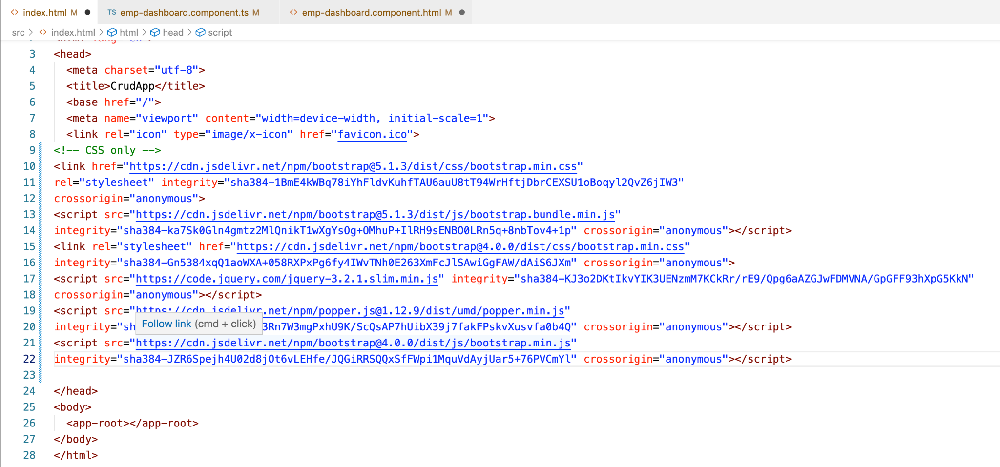 index.html M
TS emp-dashboard.component.ts M
emp-dashboard.component.html M
src > index.html > html > head > script
3 <head>
4 <meta charset="utf-8">
5 <title>CrudApp</title>
6 <base href="/">
7 <meta name="viewport" content="width=device-width, initial-scale=1">
8 <link rel="icon" type="image/x-icon" href="favicon.ico">
9 <!-- CSS only -->
10 <link href="https://cdn.jsdelivr.net/npm/bootstrap@5.1.3/dist/css/bootstrap.min.css"
11 rel="stylesheet" integrity="sha384-1BmE4kWBq78iYhFldvKuhfTAU6auU8tT94WrHftjDbrCEXSU1oBoqyl2QvZ6jIW3"
12 crossorigin="anonymous">
13 <script src="https://cdn.jsdelivr.net/npm/bootstrap@5.1.3/dist/js/bootstrap.bundle.min.js"
14 integrity="sha384-ka7Sk0Gln4gmtz2MlQnikT1wXgYsOg+OMhuP+IlRH9sENBO0LRn5q+8nbTov4+1p" crossorigin="anonymous"></script>
15 <link rel="stylesheet" href="https://cdn.jsdelivr.net/npm/bootstrap@4.0.0/dist/css/bootstrap.min.css"
16 integrity="sha384-Gn5384xqQ1aoWXA+058RXPxPg6fy4IWvTNh0E263XmFcJlSAwiGgFAW/dAiS6JXm" crossorigin="anonymous">
17 <script src="https://code.jquery.com/jquery-3.2.1.slim.min.js" integrity="sha384-KJ3o2DKtIkvYIK3UENzmM7KCkRr/rE9/Qpg6aAZGJwFDMVNA/GpGFF93hXpG5KkN"
18 crossorigin="anonymous"></script>
19 <script src="https://cdn.jsdelivr.net/npm/popper.js@1.12.9/dist/umd/popper.min.js"
Follow link (cmd + click)
20 integrity="sh 3Rn7W3mgPxhU9K/ScQsAP7hUibX39j7fakFPskvXusvfa0b4Q" crossorigin="anonymous"></script>
21 <script src="https://cdn.jsdelivr.net/npm/bootstrap@4.0.0/dist/js/bootstrap.min.js"
22 integrity="sha384-JZR6Spejh4U02d8jOt6vLEHfe/JQGiRRSQQxSfFWpi1MquVdAyjUar5+76PVCmYl" crossorigin="anonymous"></script>
23
24 </head>
25 <body>
26 <app-root></app-root>
27 </body>
28 </html>